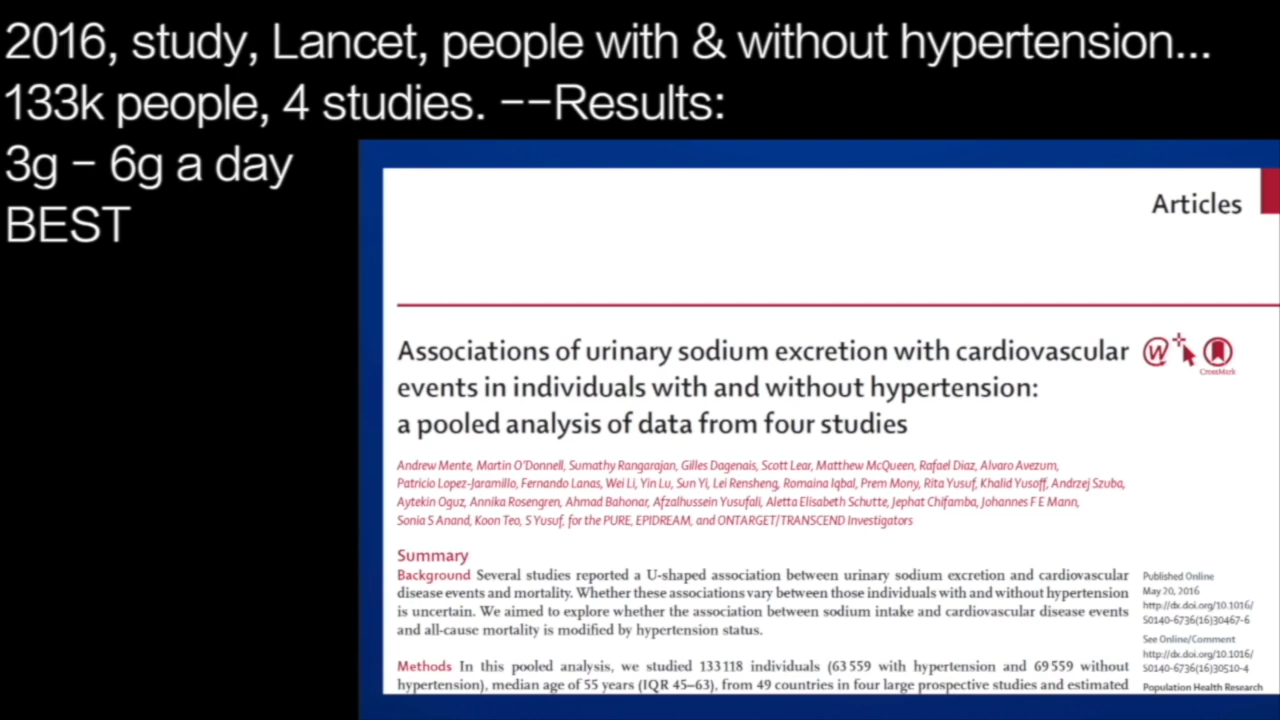 2016, study, Lancet, people with & without hypertension...
133k people, 4 studies. --Results:
3g - 6g a day
BEST
Articles
Associations of urinary sodium excretion with cardiovascular
events in individuals with and without hypertension:
a pooled analysis of data from four studies
CrossMark
Andrew Mente, Martin O'Donnell, Sumathy Rangarajan, Gilles Dagenais, Scott Lear, Matthew McQueen, Rafael Diaz, Alvaro Avezum,
Patricio Lopez-Jaramillo, Fernando Lanas, Wei Li, Yin Lu, Sun Yi, Lei Rensheng, Romaina Iqbal, Prem Mony, Rita Yusuf, Khalid Yusoff, Andrzej Szuba,
Aytekin Oguz, Annika Rosengren, Ahmad Bahonar, Afzalhussein Yusufali, Aletta Elisabeth Schutte, Jephat Chifamba, Johannes F E Mann,
Sonia S Anand, Koon Teo, S Yusuf, for the PURE, EPIDREAM, and ONTARGET/TRANSCEND Investigators
Summary
Background Several studies reported a U-shaped association between urinary sodium excretion and cardiovascular
disease events and mortality. Whether these associations vary between those individuals with and without hypertension
is uncertain. We aimed to explore whether the association between sodium intake and cardiovascular disease events
and all-cause mortality is modified by hypertension status.
Methods In this pooled analysis, we studied 133 118 individuals (63 559 with hypertension and 69 559 without
hypertension), median age of 55 years (IQR 45–63), from 49 countries in four large prospective studies and estimated
Published Online
May 20, 2016
http://dx.doi.org/10.1016/
S0140-6736(16)30467-6
See Online/Comment
http://dx.doi.org/10.1016/
S0140-6736(16)30510-4
Population Health Research